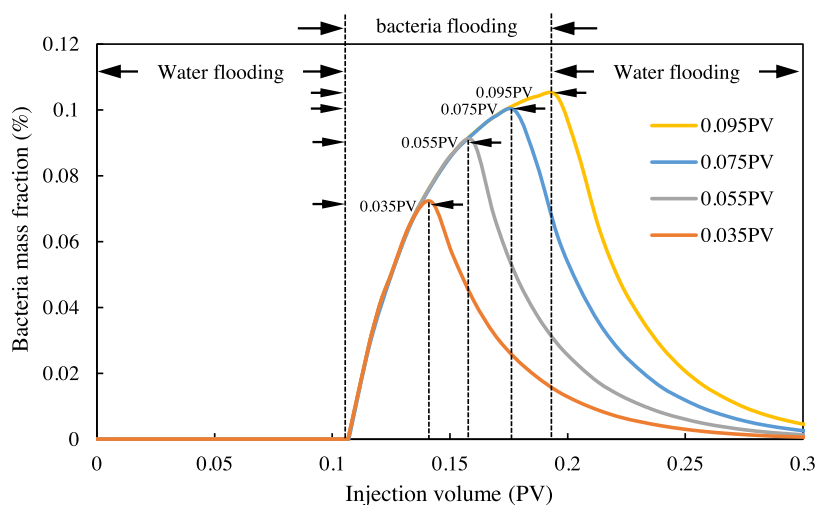 bacteria flooding
0.12
Water flooding
Water flooding
0.095PV
0.1
0.075PV
0.095PV
0.055PV
0.075PV
0.08
0.055PV
0.035PV
0.035PV
0.06
0.04
0.02
0
Bacteria mass fraction (%)
0 0.05 0.1 0.15 0.2 0.25 0.3
Injection volume (PV)